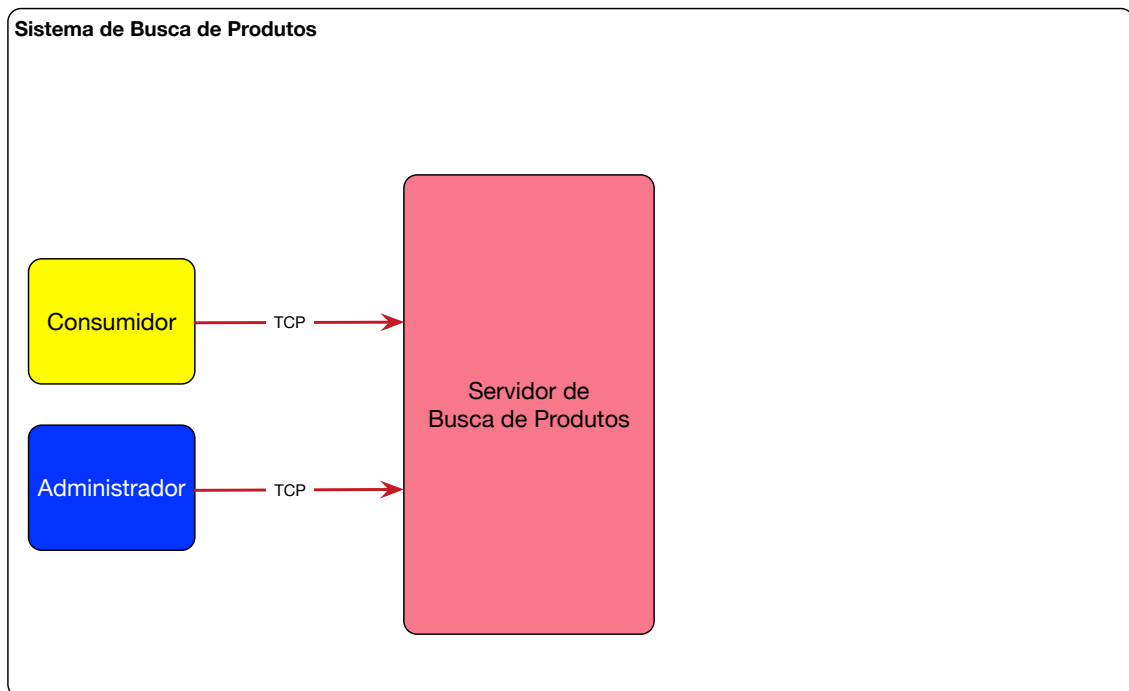 Sistema de Busca de Produtos
Consumidor
TCP
Servidor de
Busca de Produtos
Administrador
TCP